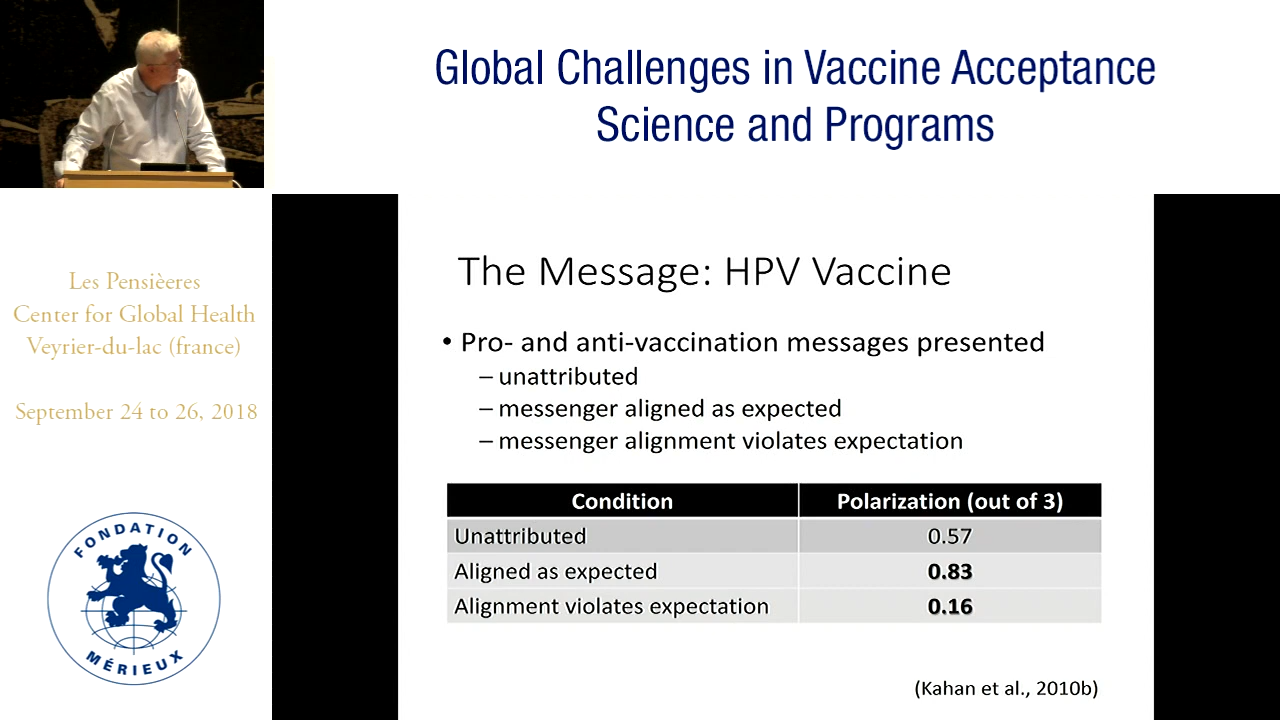 Global Challenges in Vaccine Acceptance
Science and Programs
Les Pensièeres
Center for Global Health
Veyrier-du-lac (france)
September 24 to 26, 2018
FONDATION
MÉRIEUX
The Message: HPV Vaccine
• Pro- and anti-vaccination messages presented
– unattributed
– messenger aligned as expected
– messenger alignment violates expectation
Condition Polarization (out of 3)
Unattributed 0.57
Aligned as expected 0.83
Alignment violates expectation 0.16
(Kahan et al., 2010b)